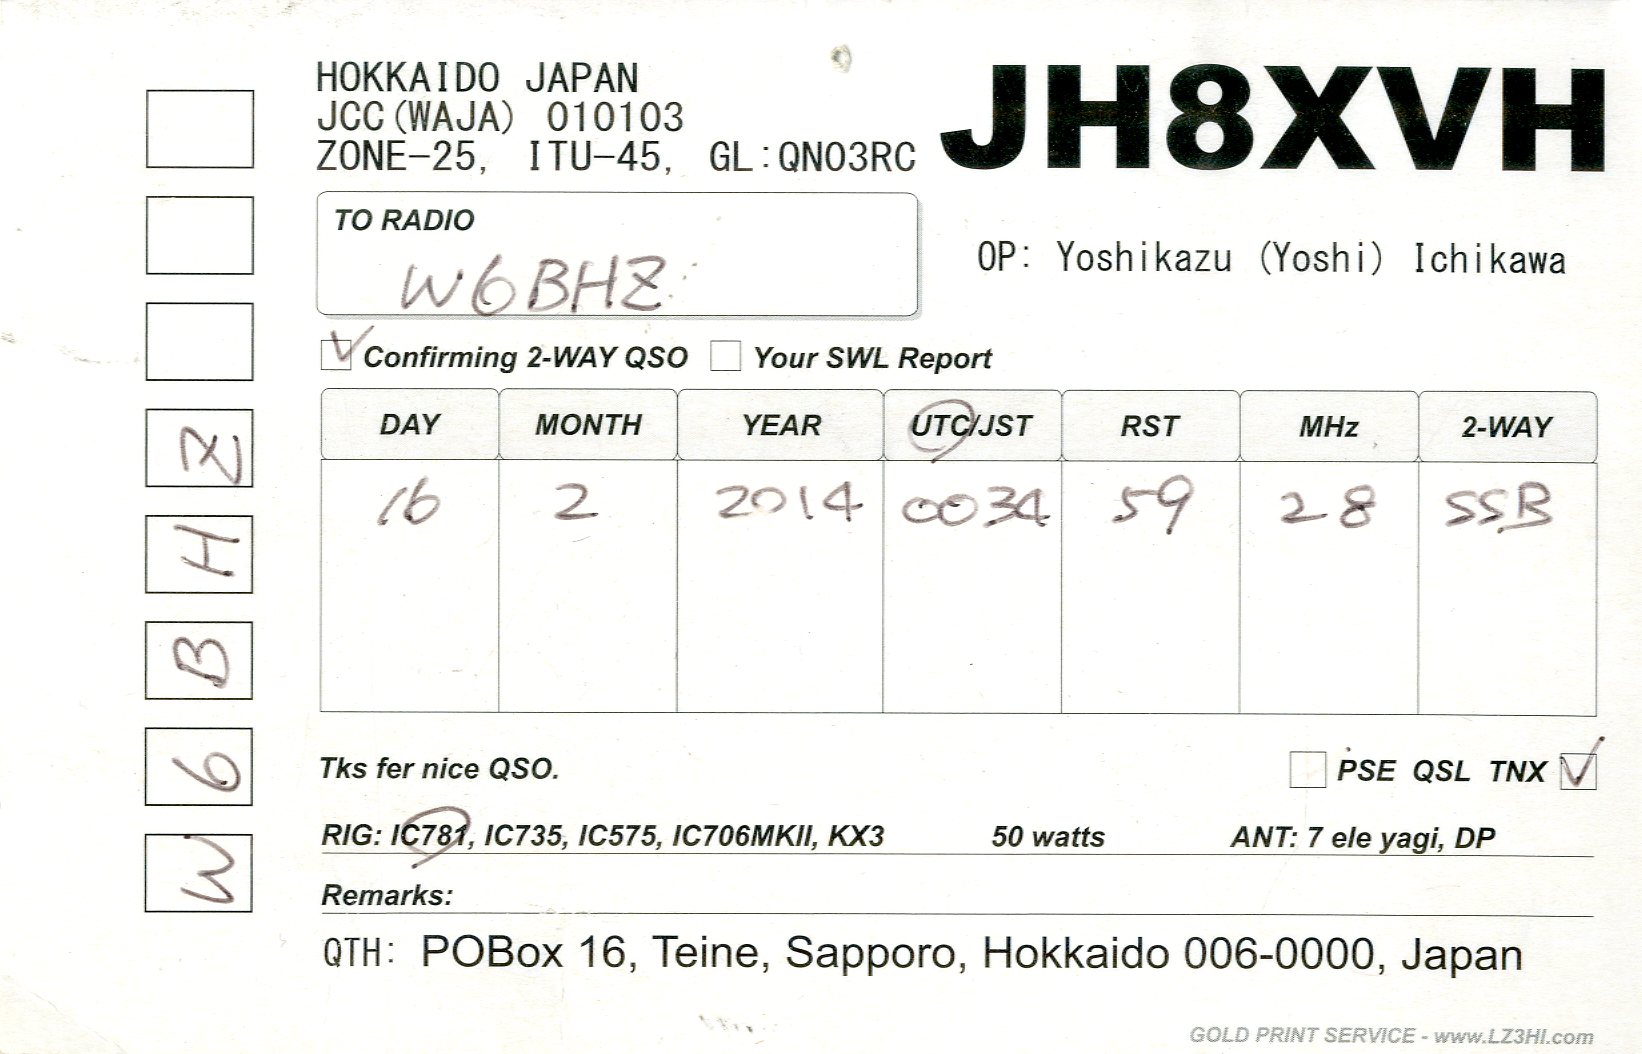 HOKKAIDO JAPAN
JCC(WAJA) 010103
ZONE-25, ITU-45, GL:QN03RC
JH8XVH
OP: Yoshikazu (Yoshi) Ichikawa
TO RADIO
W6BHZ
Confirming 2-WAY QSO Your SWL Report
DAY MONTH YEAR UTC/JST RST MHz 2-WAY
16 2 2014 0034 59 28 SSB
Z
H
B
6
W
Tks fer nice QSO.
PSE QSL TNX
RIG: IC781, IC735, IC575, IC706MKII, KX3 50 watts ANT: 7 ele yagi, DP
Remarks:
QTH: POBox 16, Teine, Sapporo, Hokkaido 006-0000, Japan
GOLD PRINT SERVICE - www.LZ3HI.com